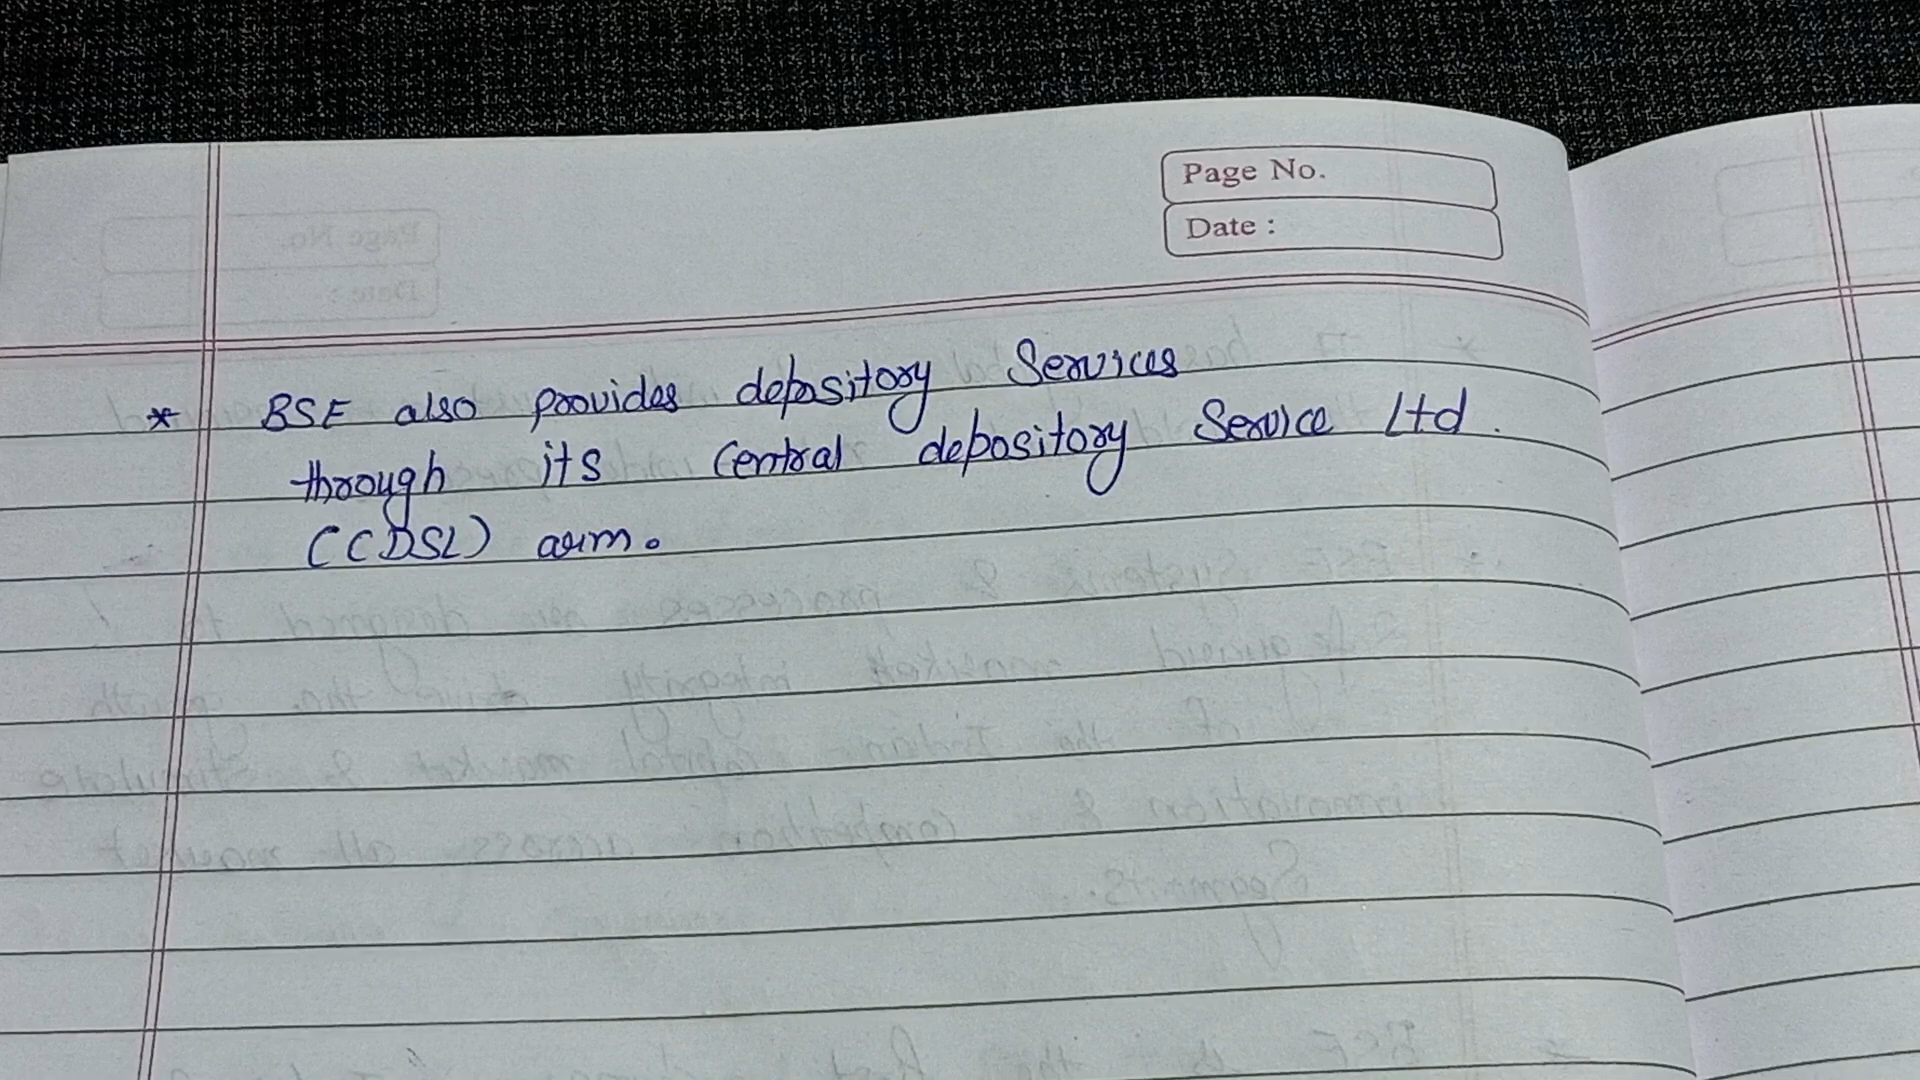 Page No.
Date :
* BSE also provides depository Services
through its Central depository Service Ltd.
(CDSL) arm.